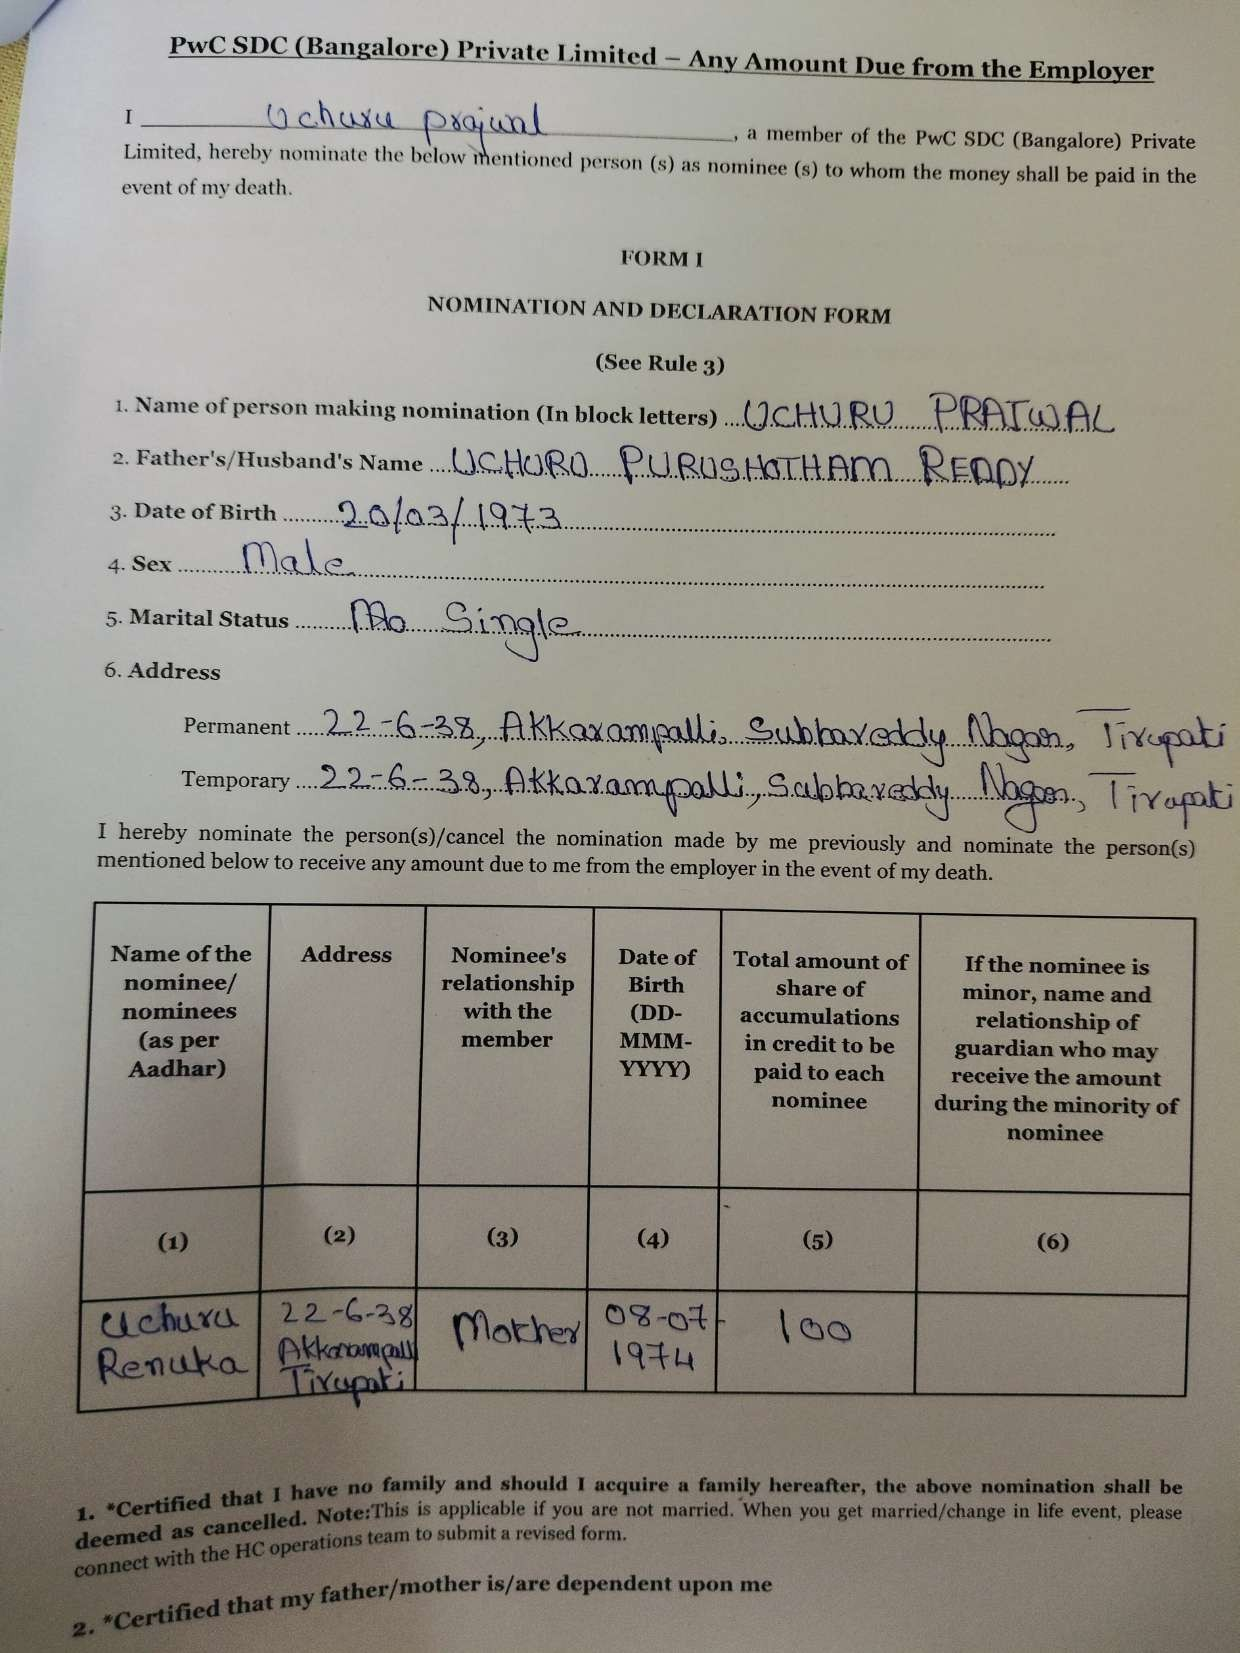 PwC SDC (Bangalore) Private Limited – Any Amount Due from the Employer
I Uchuru prajwal, a member of the PwC SDC (Bangalore) Private
Limited, hereby nominate the below mentioned person (s) as nominee (s) to whom the money shall be paid in the
event of my death.
FORM I
NOMINATION AND DECLARATION FORM
(See Rule 3)
1. Name of person making nomination (In block letters) ...UCHURU PRAJWAL
2. Father's/Husband's Name ....UCHURU PURUSHOTHAM REDDY......
3. Date of Birth ..........20/03/1973..........
4. Sex ..........Male..........
5. Marital Status ......... Single..........
6. Address
Permanent .....22-6-38, Akkarampalli, Subbareddy Nagar, Tirupati
Temporary ....22-6-38, Akkarampalli, Subbareddy Nagar, Tirupati
I hereby nominate the person(s)/cancel the nomination made by me previously and nominate the person(s)
mentioned below to receive any amount due to me from the employer in the event of my death.
Name of the nominee/ nominees (as per Aadhar)
Address
Nominee's relationship with the member
Date of Birth (DD-MMM-YYYY)
Total amount of share of accumulations in credit to be paid to each nominee
If the nominee is minor, name and relationship of guardian who may receive the amount during the minority of nominee
(1) (2) (3) (4) (5) (6)
Uchuru Renuka
22-6-38 Akkarampalli Tirupati
Mother
08-07-1974
100
1. *Certified that I have no family and should I acquire a family hereafter, the above nomination shall be
deemed as cancelled. Note:This is applicable if you are not married. When you get married/change in life event, please
connect with the HC operations team to submit a revised form.
2. *Certified that my father/mother is/are dependent upon me